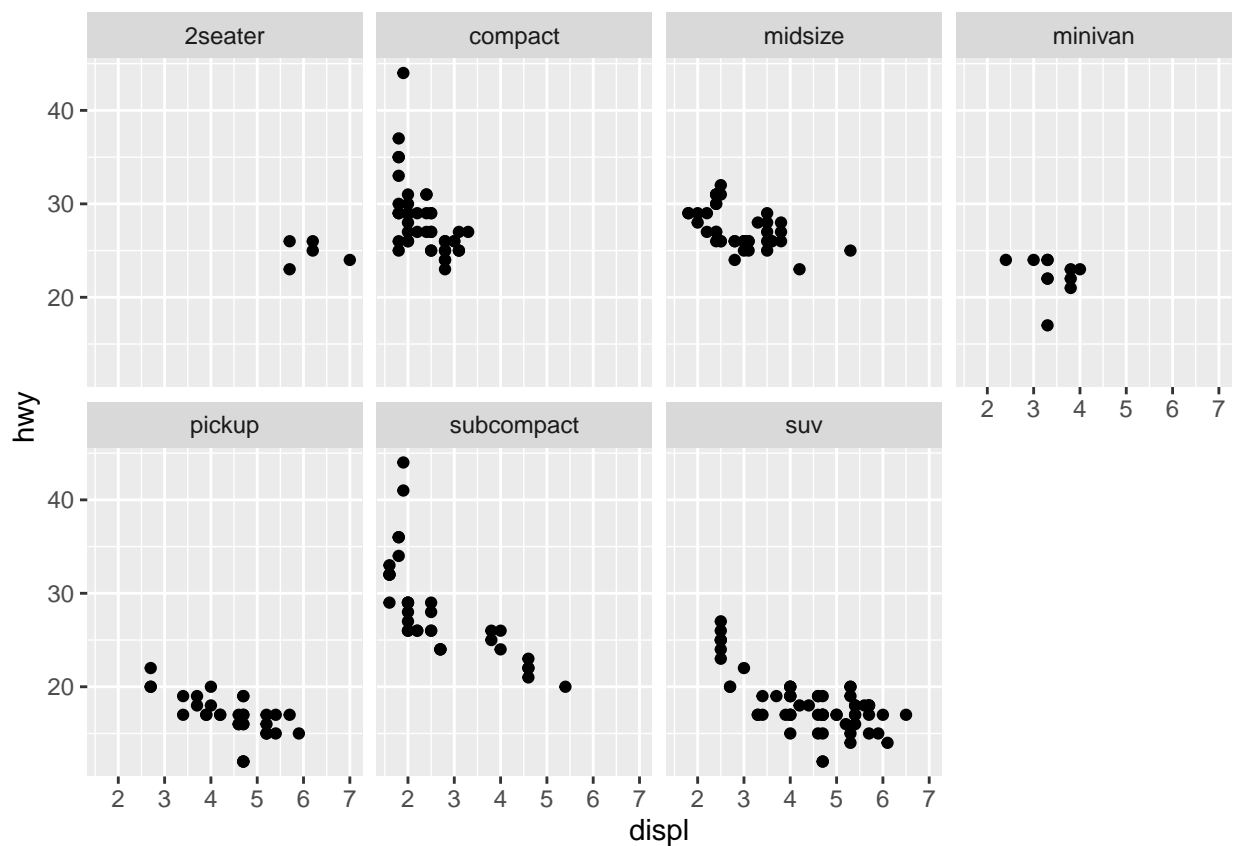 2seater compact midsize minivan
40
30
20
2 3 4 5 6 7
hwy
pickup subcompact suv
40
30
20
2 3 4 5 6 7 2 3 4 5 6 7 2 3 4 5 6 7
displ